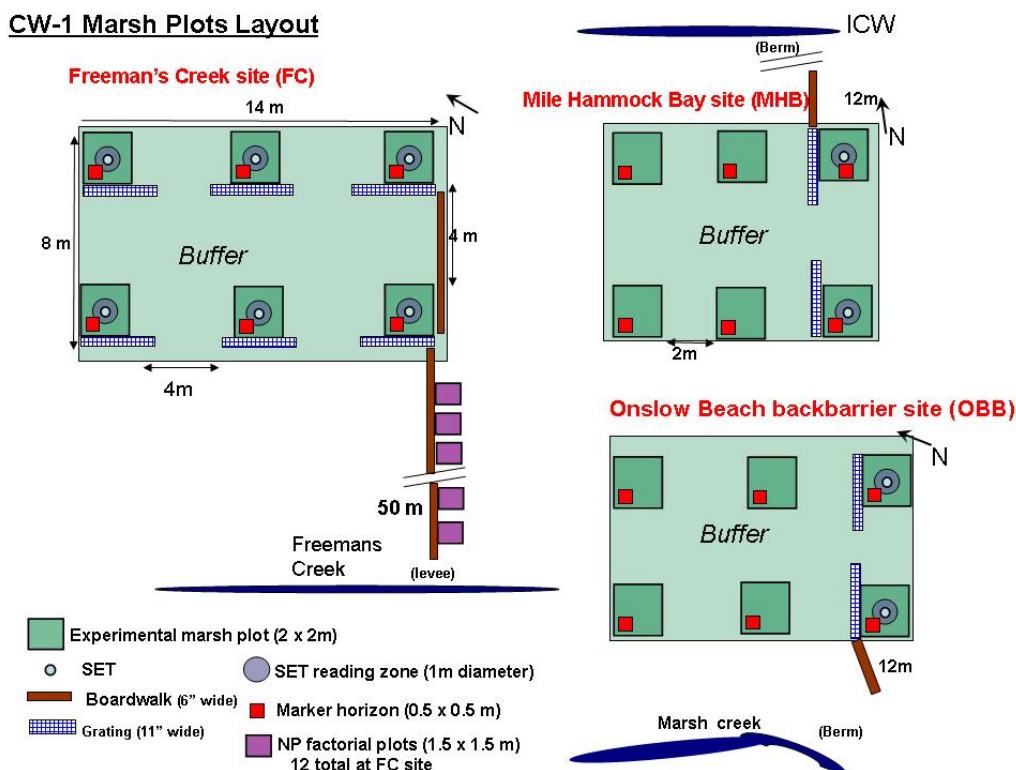 CW-1 Marsh Plots Layout
ICW
(Berm)
Freeman's Creek site (FC)
14 m
N
8 m
4 m
Buffer
4m
50 m
Freemans
Creek
(levee)
Mile Hammock Bay site (MHB)
12m
N
Buffer
2m
Onslow Beach backbarrier site (OBB)
N
Buffer
12m
Marsh creek
(Berm)
Experimental marsh plot (2 x 2m)
SET
Boardwalk (6” wide)
Grating (11” wide)
SET reading zone (1m diameter)
Marker horizon (0.5 x 0.5 m)
NP factorial plots (1.5 x 1.5 m)
12 total at FC site